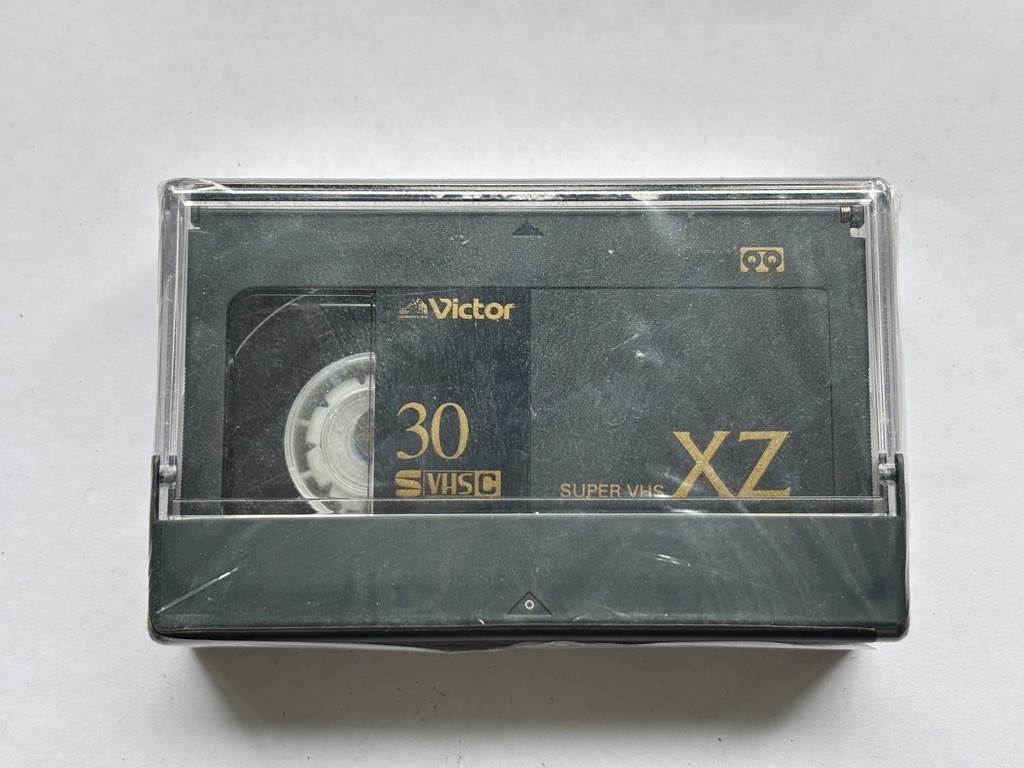 Victor
30
S VHS C
SUPER VHS XZ